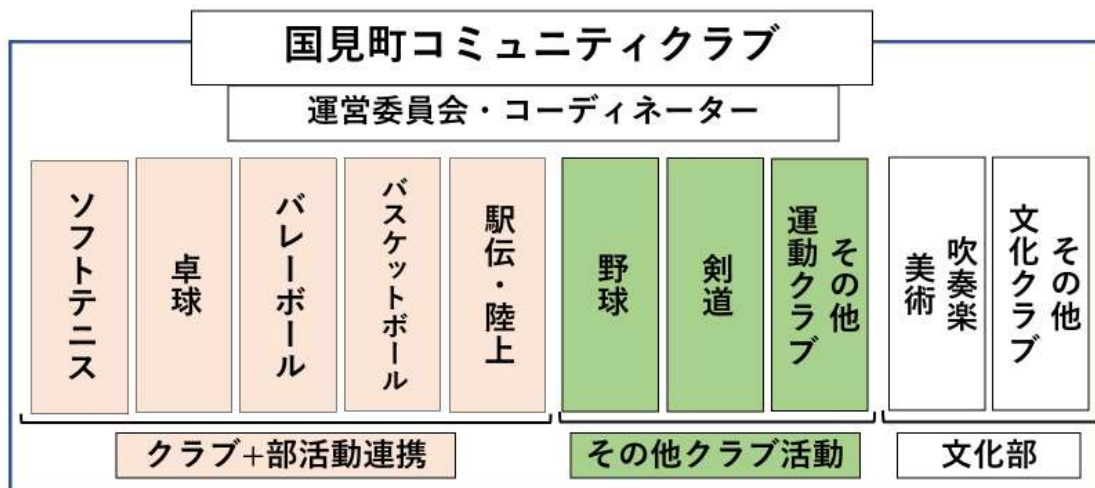 国見町コミュニティクラブ
運営委員会・コーディネーター
ソフトテニス
卓球
バレーボール
バスケットボール
駅伝・陸上
野球
剣道
その他
運動クラブ
吹奏楽
美術
その他
文化クラブ
クラブ+部活動連携
その他クラブ活動
文化部